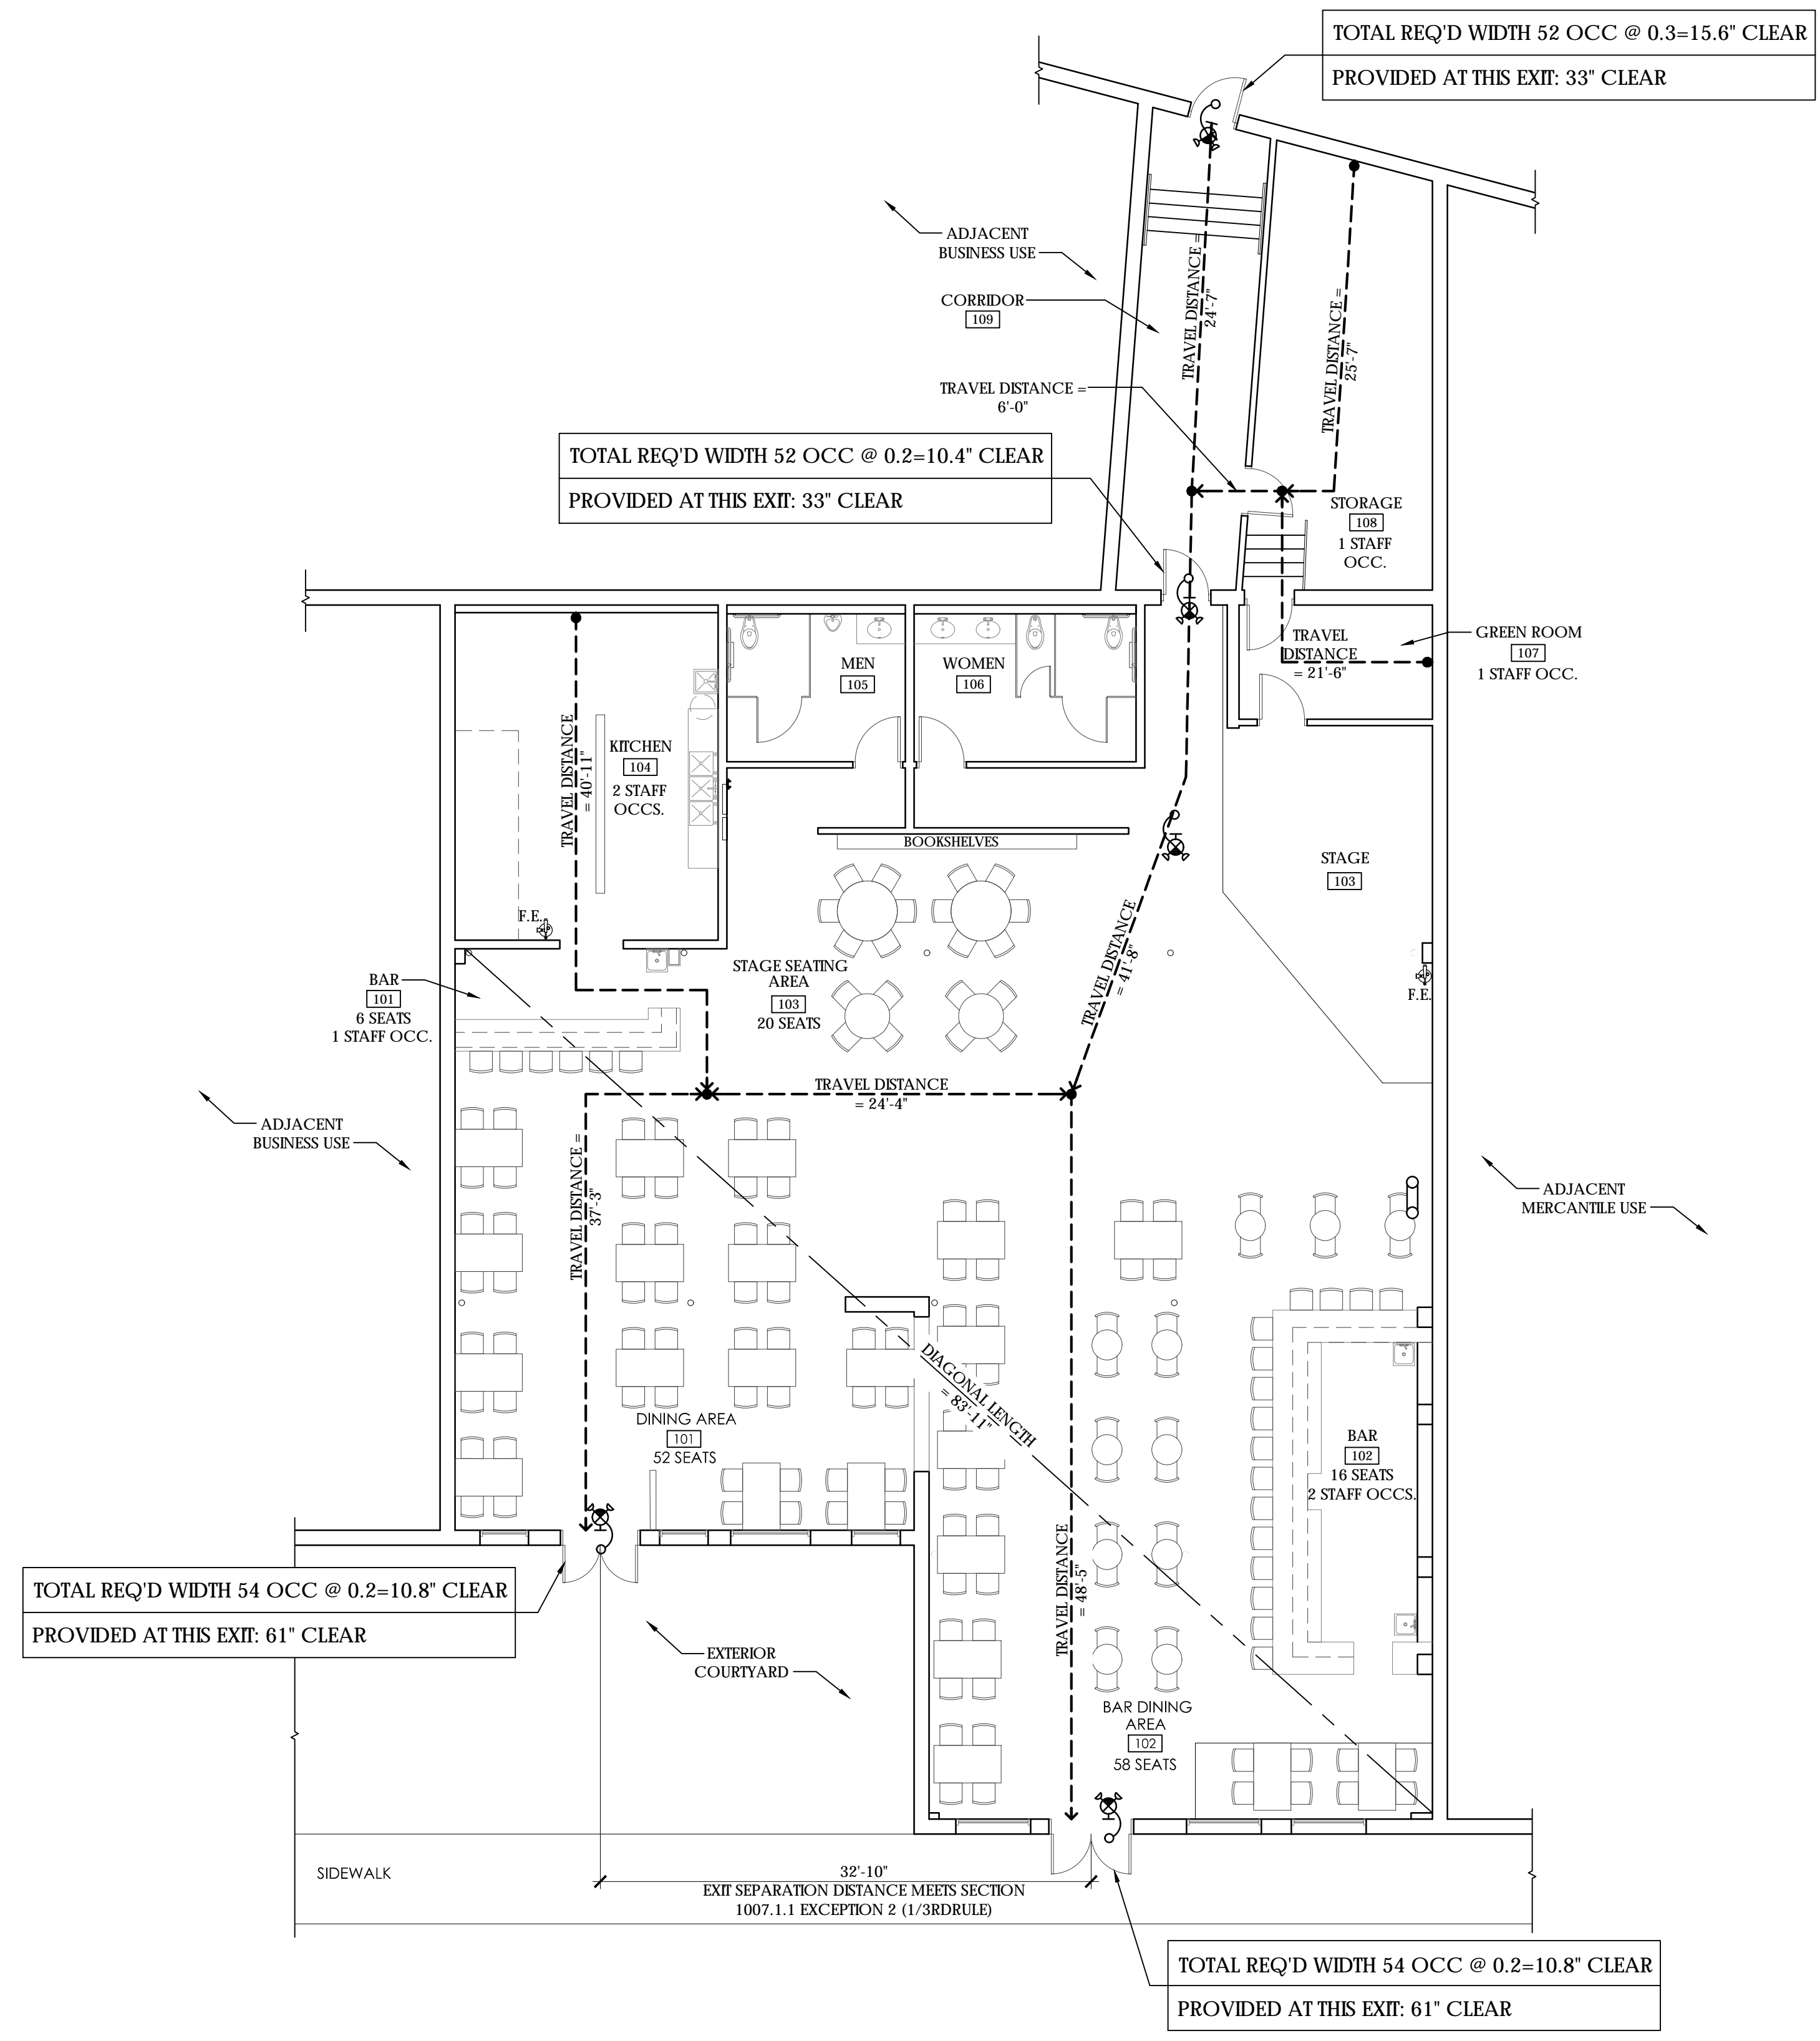 TOTAL REQ'D WIDTH 52 OCC @ 0.3=15.6" CLEAR
PROVIDED AT THIS EXIT: 33" CLEAR
ADJACENT
BUSINESS USE
CORRIDOR
109
TRAVEL DISTANCE =
24'-7"
TRAVEL DISTANCE =
25'-7"
TRAVEL DISTANCE =
6'-0"
TOTAL REQ'D WIDTH 52 OCC @ 0.2=10.4" CLEAR
PROVIDED AT THIS EXIT: 33" CLEAR
STORAGE
108
1 STAFF
OCC.
GREEN ROOM
107
1 STAFF OCC.
TRAVEL
DISTANCE
= 21'-6"
MEN
105
WOMEN
106
KITCHEN
104
2 STAFF
OCCS.
TRAVEL DISTANCE
= 40'-11"
F.E.
BOOKSHELVES
STAGE
103
F.E.
STAGE SEATING
AREA
103
20 SEATS
TRAVEL DISTANCE
= 41'-8"
BAR
101
6 SEATS
1 STAFF OCC.
TRAVEL DISTANCE
= 24'-4"
ADJACENT
BUSINESS USE
TRAVEL DISTANCE =
37'-3"
ADJACENT
MERCANTILE USE
DIAGONAL LENGTH
= 83'-11"
DINING AREA
101
52 SEATS
BAR
102
16 SEATS
2 STAFF OCCS.
TRAVEL DISTANCE
= 48'-5"
TOTAL REQ'D WIDTH 54 OCC @ 0.2=10.8" CLEAR
PROVIDED AT THIS EXIT: 61" CLEAR
EXTERIOR
COURTYARD
BAR DINING
AREA
102
58 SEATS
SIDEWALK
32'-10"
EXIT SEPARATION DISTANCE MEETS SECTION
1007.1.1 EXCEPTION 2 (1/3RDRULE)
TOTAL REQ'D WIDTH 54 OCC @ 0.2=10.8" CLEAR
PROVIDED AT THIS EXIT: 61" CLEAR